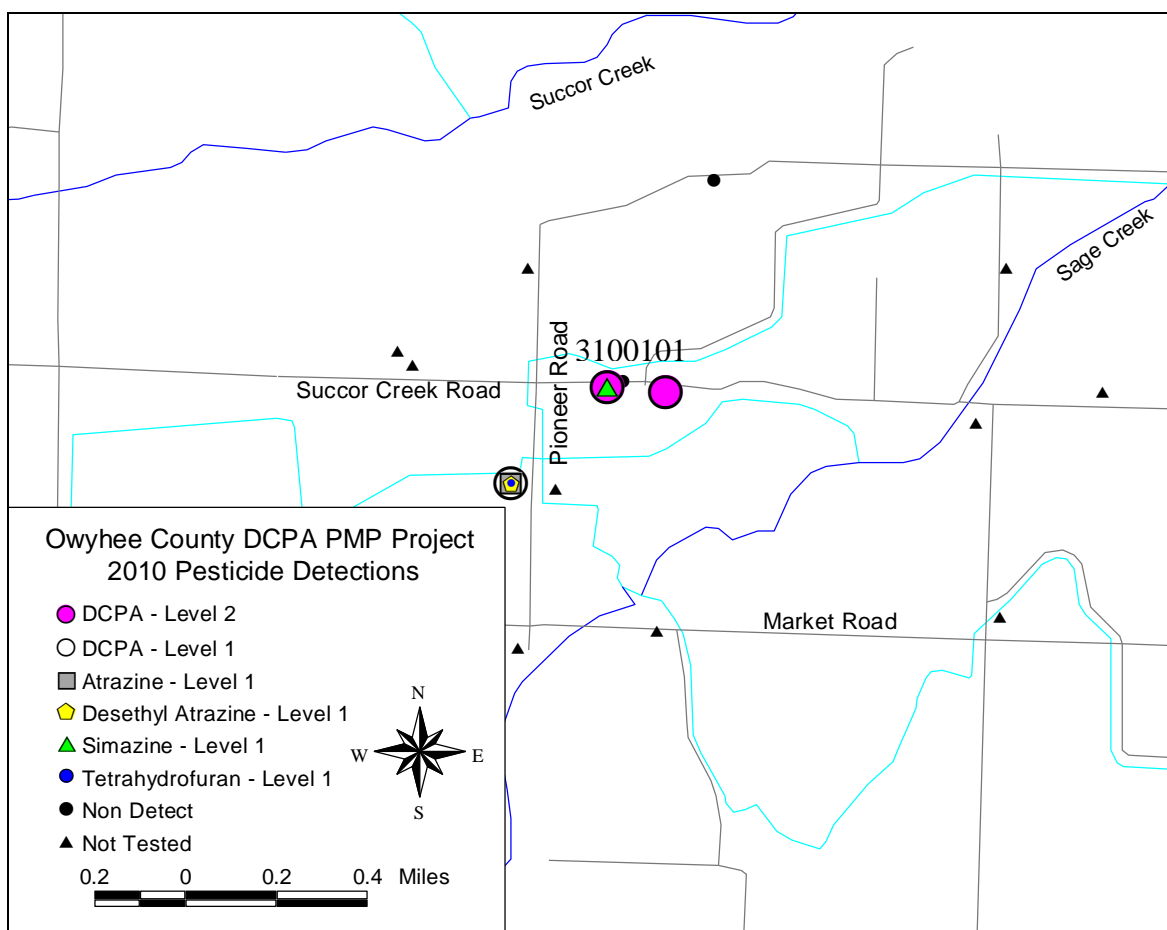 Succor Creek
Sage Creek
Pioneer Road
3100101
Succor Creek Road
Market Road
Owyhee County DCPA PMP Project
2010 Pesticide Detections
DCPA - Level 2
DCPA - Level 1
Atrazine - Level 1
Desethyl Atrazine - Level 1
Simazine - Level 1
Tetrahydrofuran - Level 1
Non Detect
Not Tested
N
W E
S
0.2 0 0.2 0.4 Miles